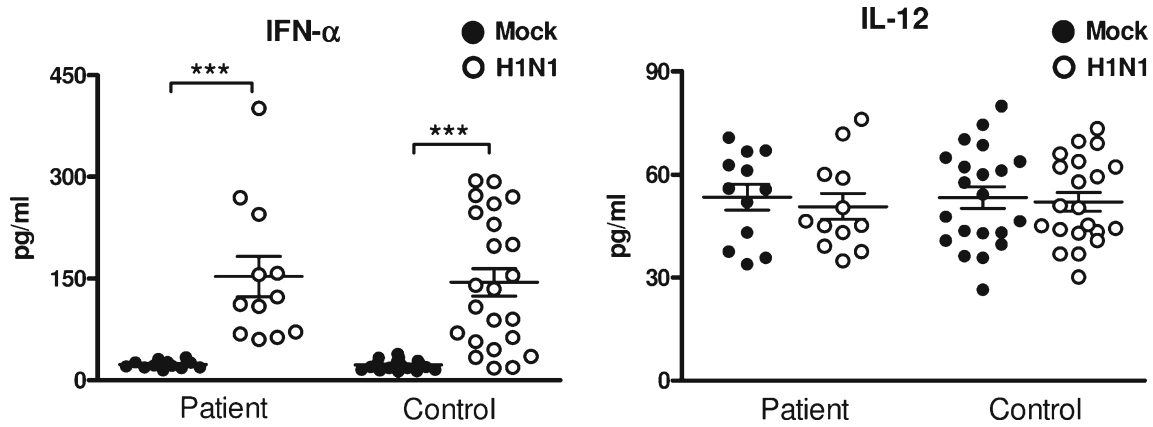 IFN-α
Mock
H1N1
450
300
150
0
pg/ml
***
***
Patient
Control
IL-12
Mock
H1N1
90
60
30
0
pg/ml
Patient
Control